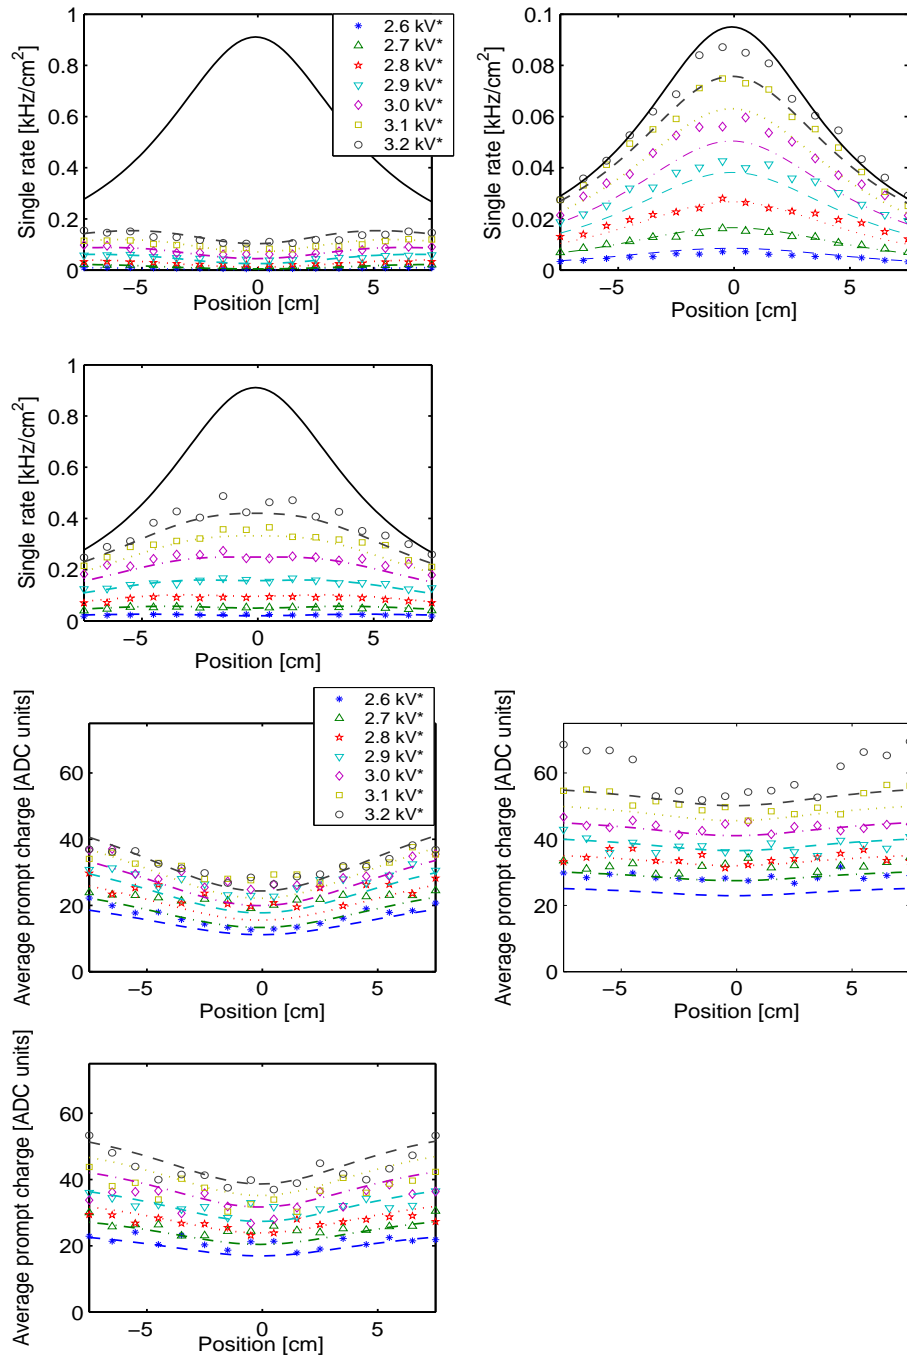 1
0.8
0.6
0.4
0.2
0
Single rate [kHz/cm2]
−5
0
5
Position [cm]
2.6 kV*
2.7 kV*
2.8 kV*
2.9 kV*
3.0 kV*
3.1 kV*
3.2 kV*
0.1
0.08
0.06
0.04
0.02
0
Single rate [kHz/cm2]
−5
0
5
Position [cm]
1
0.8
0.6
0.4
0.2
0
Single rate [kHz/cm2]
−5
0
5
Position [cm]
60
40
20
0
Average prompt charge [ADC units]
−5
0
5
Position [cm]
2.6 kV*
2.7 kV*
2.8 kV*
2.9 kV*
3.0 kV*
3.1 kV*
3.2 kV*
60
40
20
0
Average prompt charge [ADC units]
−5
0
5
Position [cm]
60
40
20
0
Average prompt charge [ADC units]
−5
0
5
Position [cm]